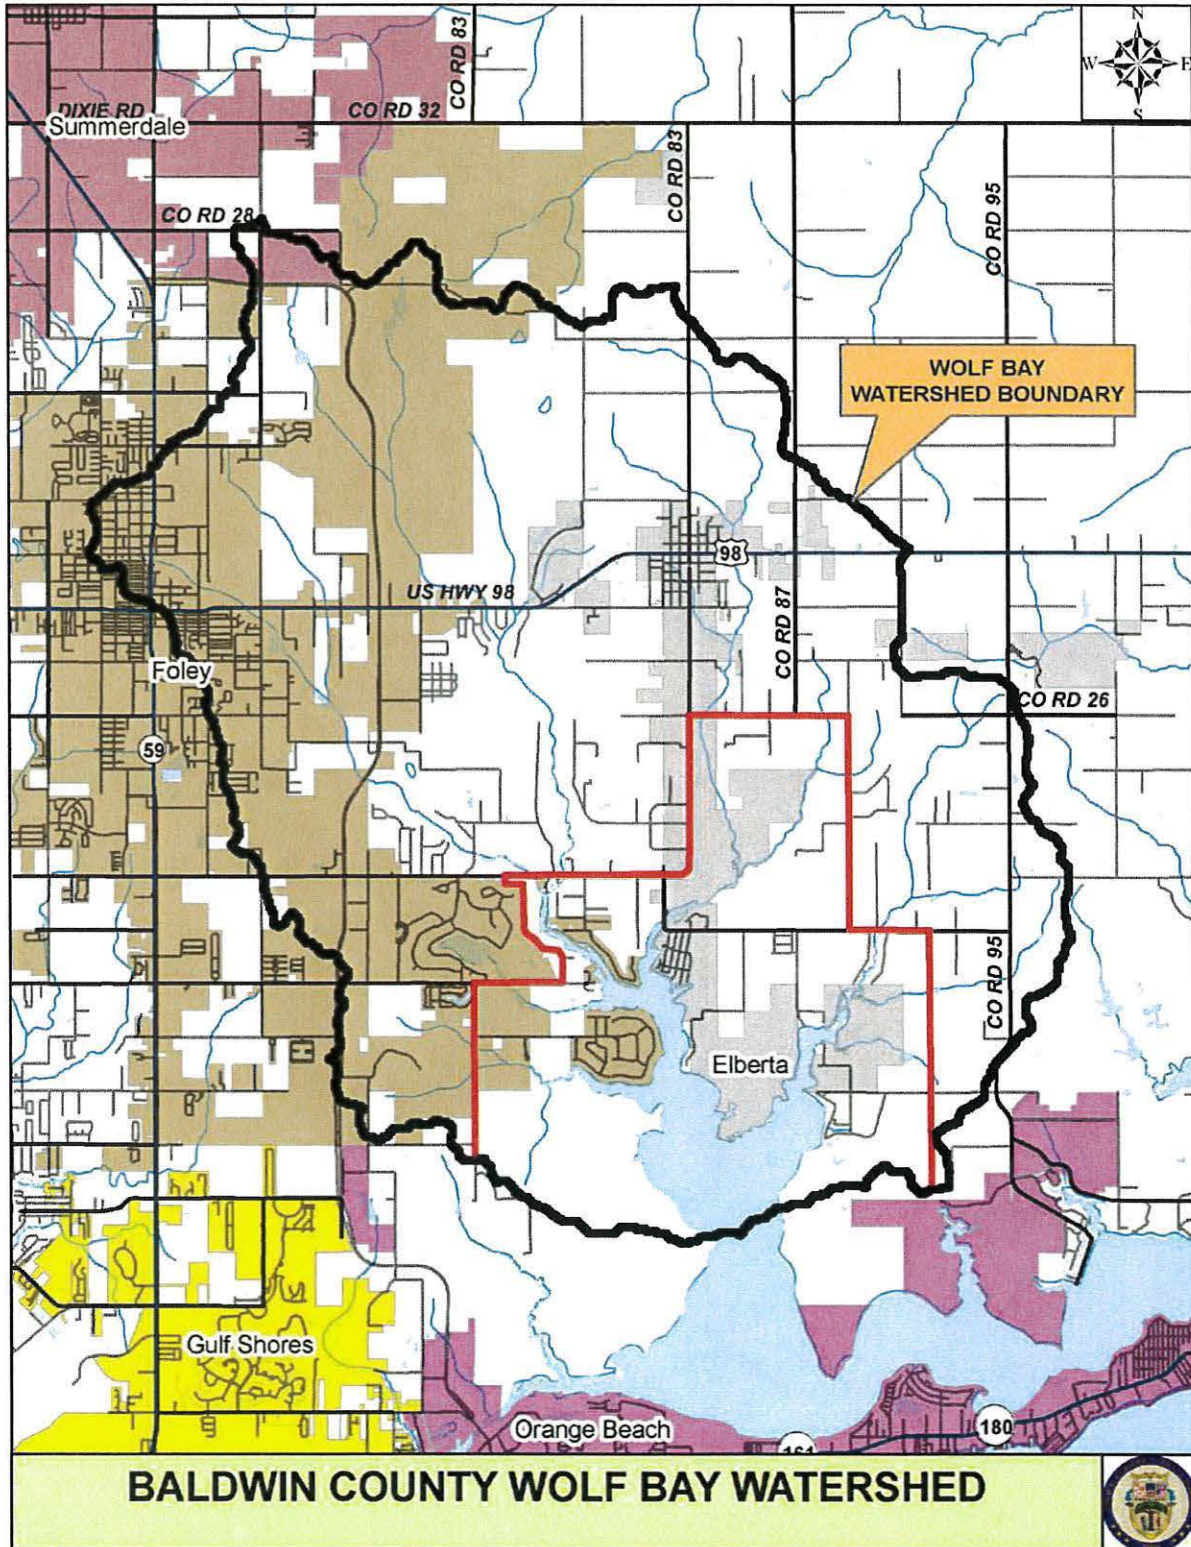 N
W
E
S
CO RD 83
DIXIE RD
CO RD 32
Summerdale
CO RD 83
CO RD 28
CO RD 95
WOLF BAY
WATERSHED BOUNDARY
98
US HWY 98
CO RD 87
Foley
CO RD 26
59
CO RD 95
Elberta
Gulf Shores
Orange Beach
161
180
BALDWIN COUNTY WOLF BAY WATERSHED